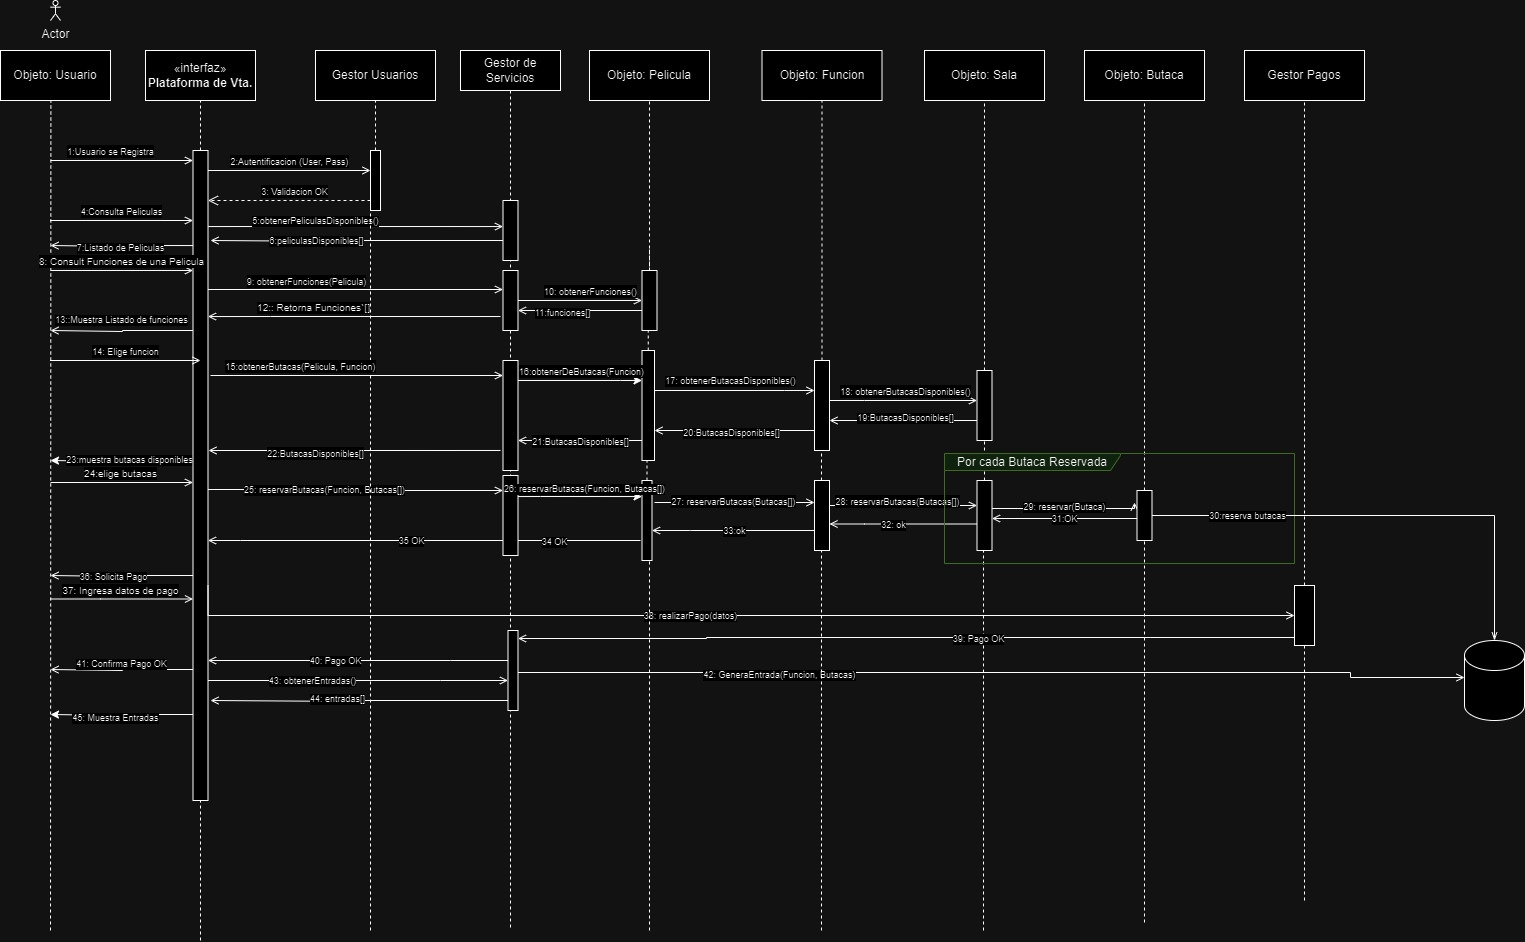 Actor
Objeto: Usuario
«interfaz»
Plataforma de Vta.
Gestor Usuarios
Gestor de
Servicios
Objeto: Pelicula
Objeto: Funcion
Objeto: Sala
Objeto: Butaca
Gestor Pagos
1:Usuario se Registra
2:Autentificacion (User, Pass)
3: Validacion OK
4:Consulta Peliculas
5:obtenerPeliculasDisponibles()
6:peliculasDisponibles[]
7:Listado de Peliculas
8: Consult Funciones de una Pelicula
9: obtenerFunciones(Pelicula)
10: obtenerFunciones()
11:funciones[]
12:: Retorna Funciones`[]
13::Muestra Listado de funciones
14: Elige funcion
15:obtenerButacas(Pelicula, Funcion)
16:obtenerDeButacas(Funcion)
17: obtenerButacasDisponibles()
18: obtenerButacasDisponibles()
19:ButacasDisponibles[]
20:ButacasDisponibles[]
21:ButacasDisponibles[]
22:ButacasDisponibles[]
23:muestra butacas disponibles
24:elige butacas
Por cada Butaca Reservada
25: reservarButacas(Funcion, Butacas[])
26: reservarButacas(Funcion, Butacas[])
27: reservarButacas(Butacas[])
28: reservarButacas(Butacas[])
29: reservar(Butaca)
30:reserva butacas
31:OK
32: ok
33:ok
34 OK
35 OK
36: Solicita Pago
37: Ingresa datos de pago
38: realizarPago(datos)
39: Pago OK
40: Pago OK
41: Confirma Pago OK
42: GeneraEntrada(Funcion, Butacas)
43: obtenerEntradas()
44: entradas[]
45: Muestra Entradas